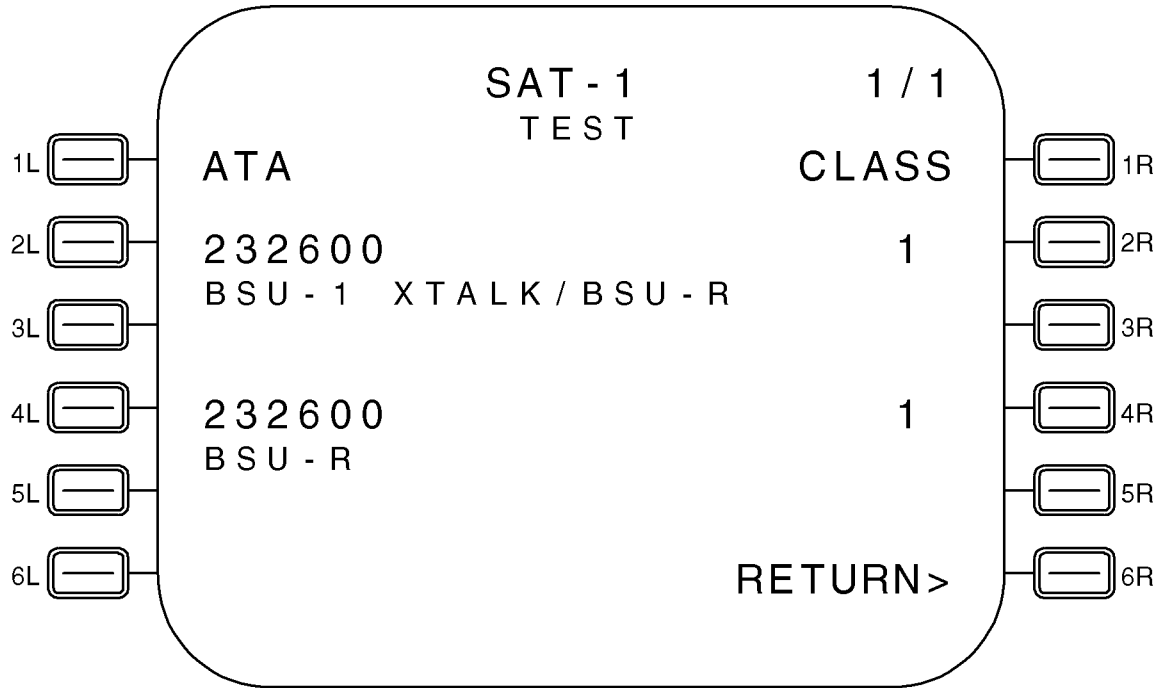 SAT-1 1/1
TEST
1L ATA CLASS 1R
2L 232600 1 2R
BSU-1 XTALK/BSU-R
3L 3R
4L 232600 1 4R
BSU-R
5L 5R
6L RETURN> 6R